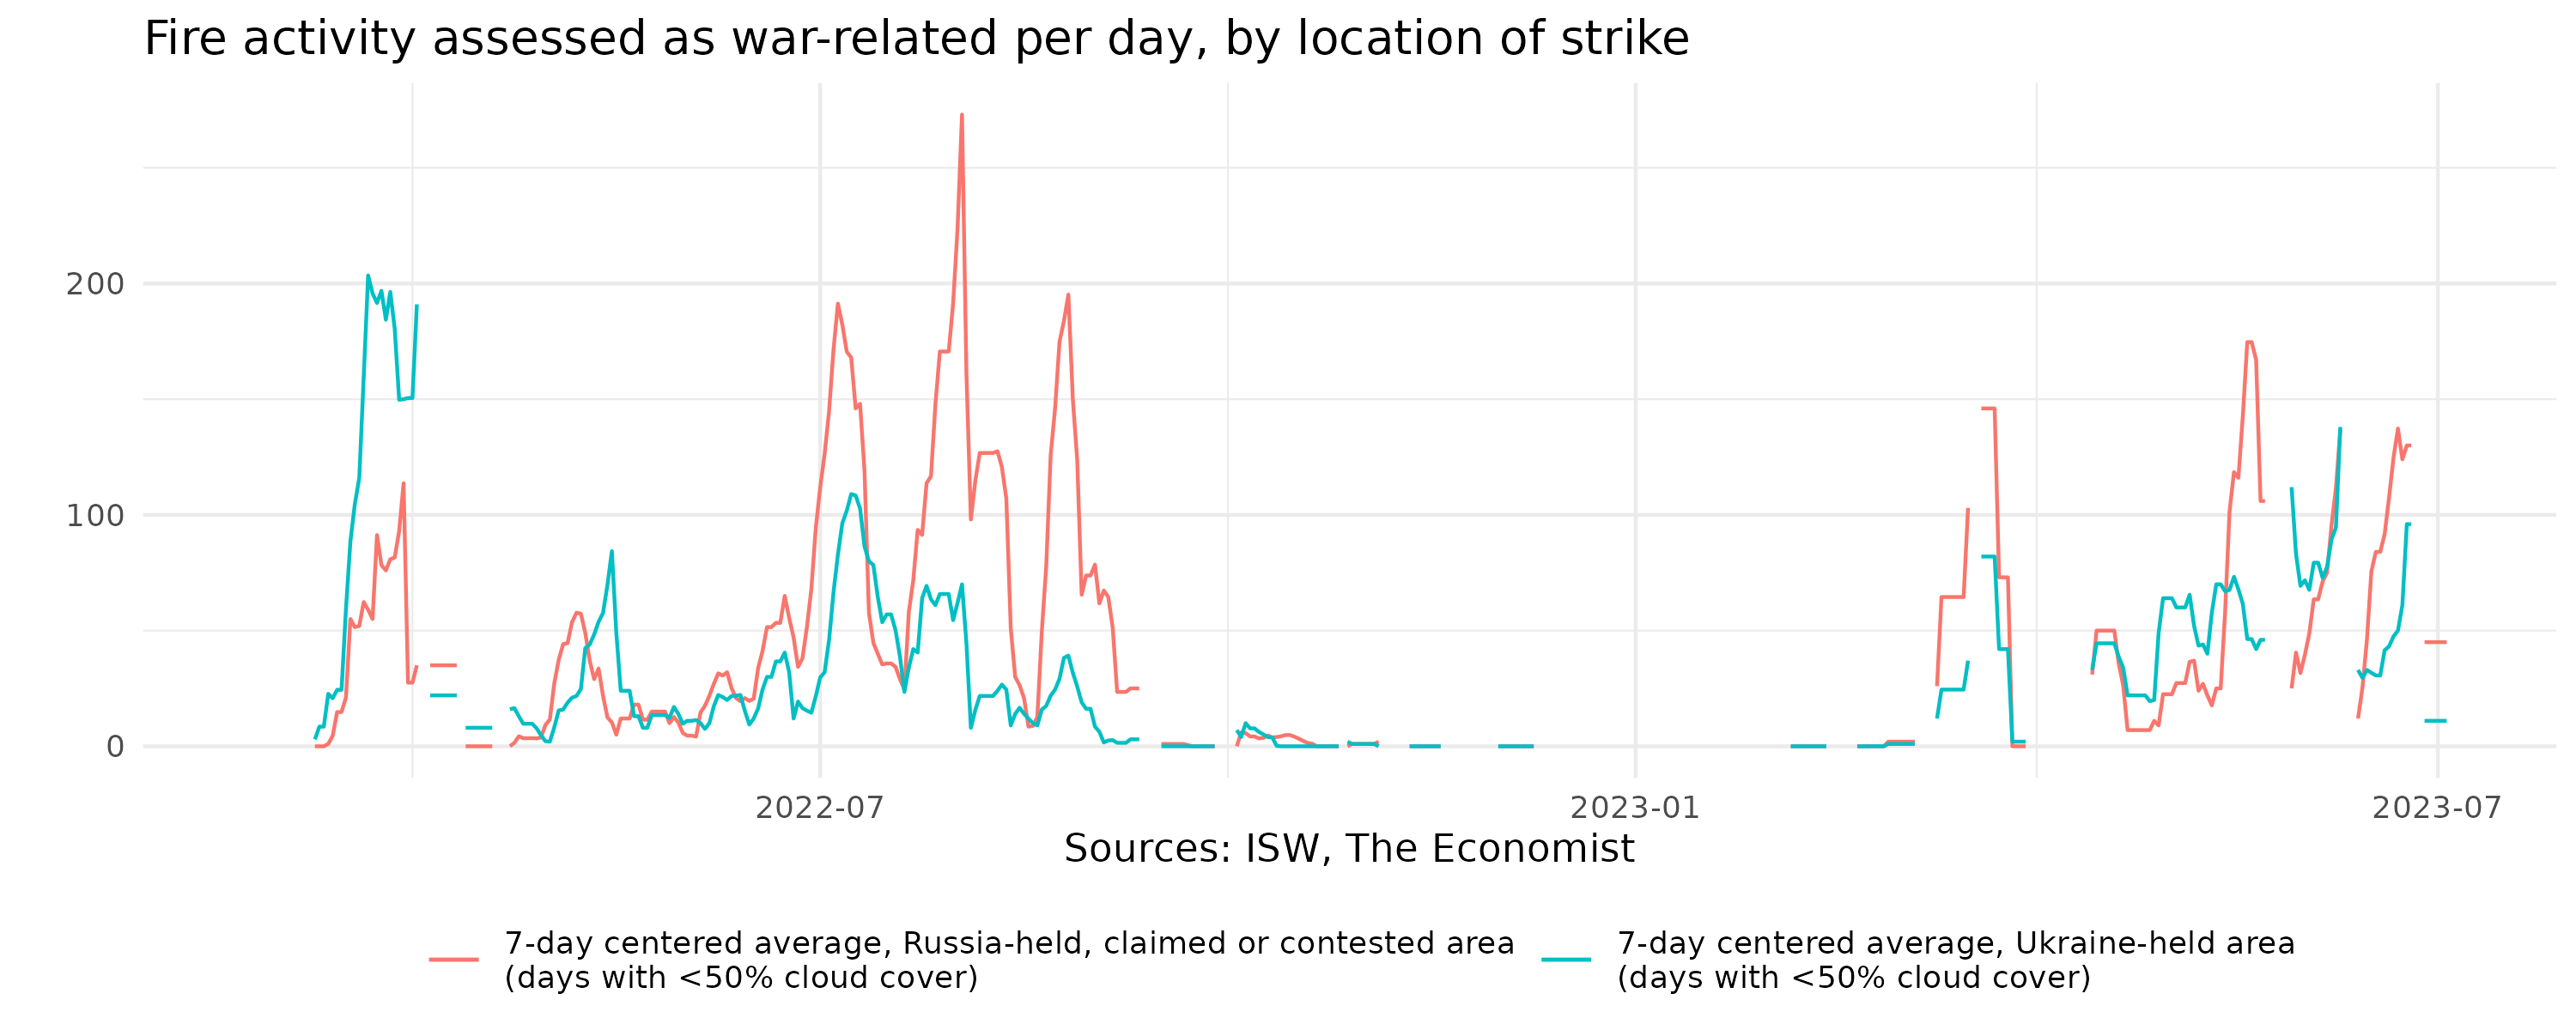 Fire activity assessed as war-related per day, by location of strike
200
100
0
2022-07
2023-01
2023-07
Sources: ISW, The Economist
7-day centered average, Russia-held, claimed or contested area
(days with <50% cloud cover)
7-day centered average, Ukraine-held area
(days with <50% cloud cover)